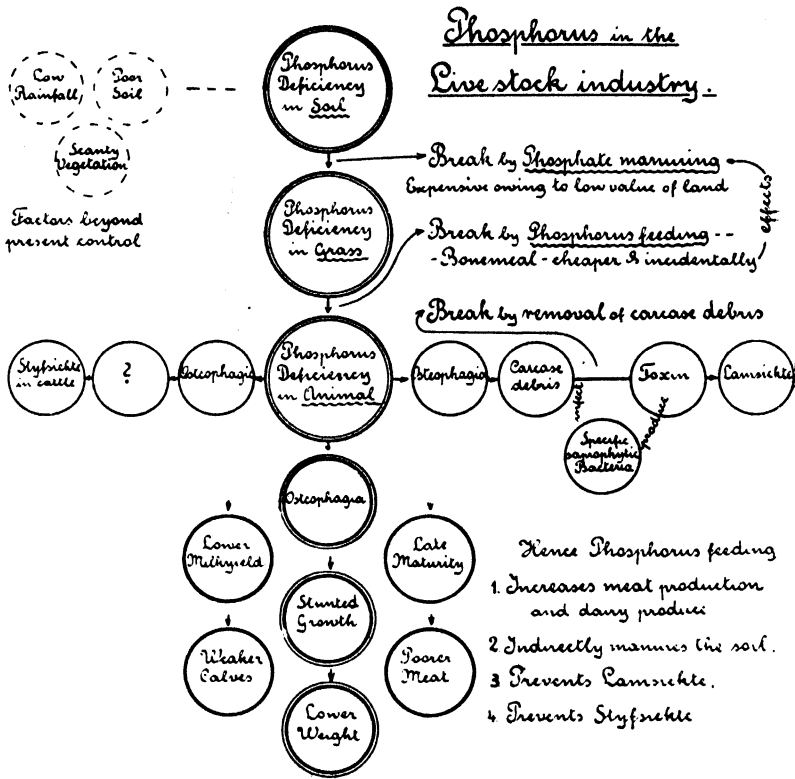 Phosphorus in the
Live stock industry.
Low
Rainfall
Poor
Soil
Scanty
Vegetation
Factors beyond
present control
Phosphorus
Deficiency
in Soil
Break by Phosphate manuring
Expensive owing to low value of land
effects
Phosphorus
Deficiency
in Grass
Break by Phosphorus feeding --
- Bonemeal - cheaper & incidentally
Break by removal of carcase debris
Styfsiekte
in cattle
?
Osteophagia
Phosphorus
Deficiency
in Animal
Osteophagia
Carcase
debris
Toxin
Lamsiekte
infect
produce
Specific
saprophytic
Bacteria
Osteophagia
Lower
Milkyield
Late
Maturity
Stunted
Growth
Weaker
Calves
Poorer
Meat
Lower
Weight
Hence Phosphorus feeding
1. Increases meat production
and dairy produce
2. Indirectly manures the soil.
3 Prevents Lamsiekte.
4. Prevents Styfsiekte